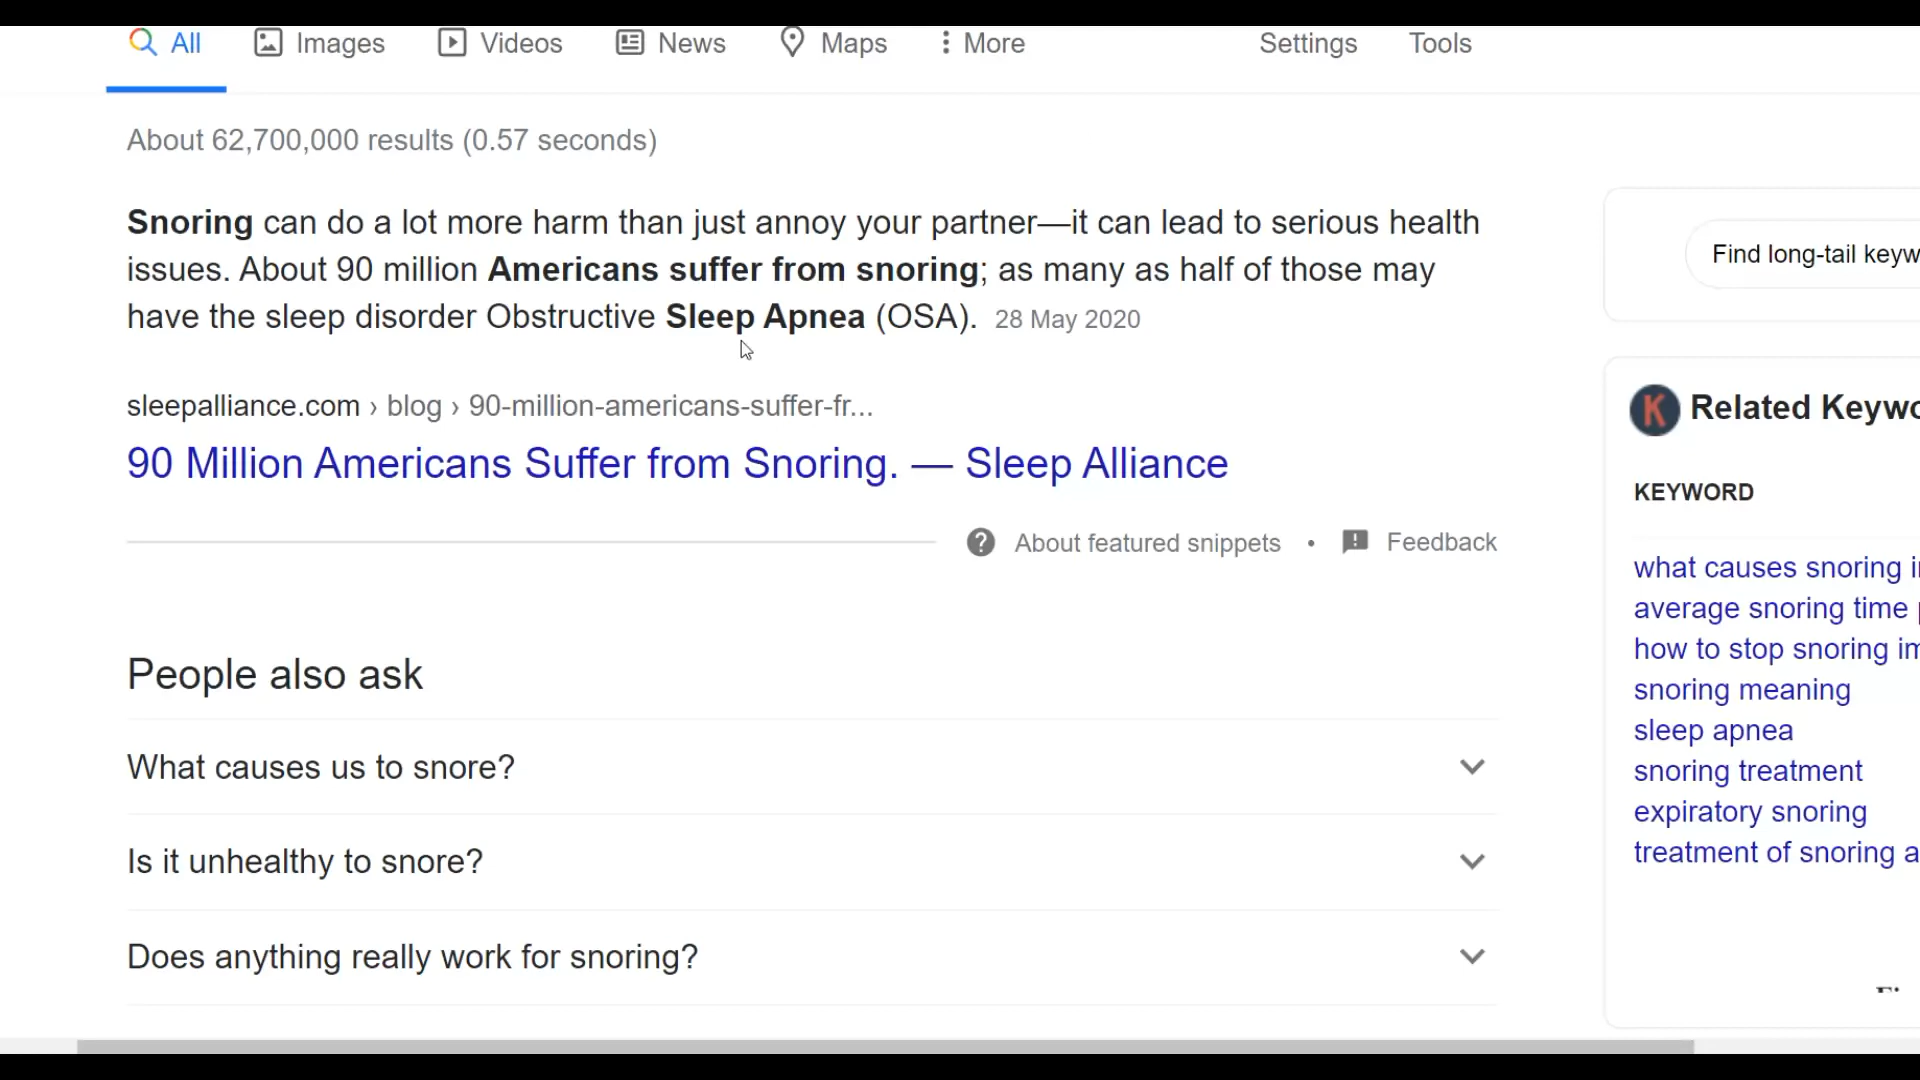 All Images Videos News Maps More Settings Tools
About 62,700,000 results (0.57 seconds)
Snoring can do a lot more harm than just annoy your partner—it can lead to serious health
issues. About 90 million Americans suffer from snoring; as many as half of those may
have the sleep disorder Obstructive Sleep Apnea (OSA). 28 May 2020
sleepalliance.com › blog › 90-million-americans-suffer-fr...
90 Million Americans Suffer from Snoring. — Sleep Alliance
About featured snippets • Feedback
People also ask
What causes us to snore?
Is it unhealthy to snore?
Does anything really work for snoring?
Find long-tail
K Related
KEYWORD
what causes snoring
average snoring time
how to stop snoring
snoring meaning
sleep apnea
snoring treatment
expiratory snoring
treatment of snoring